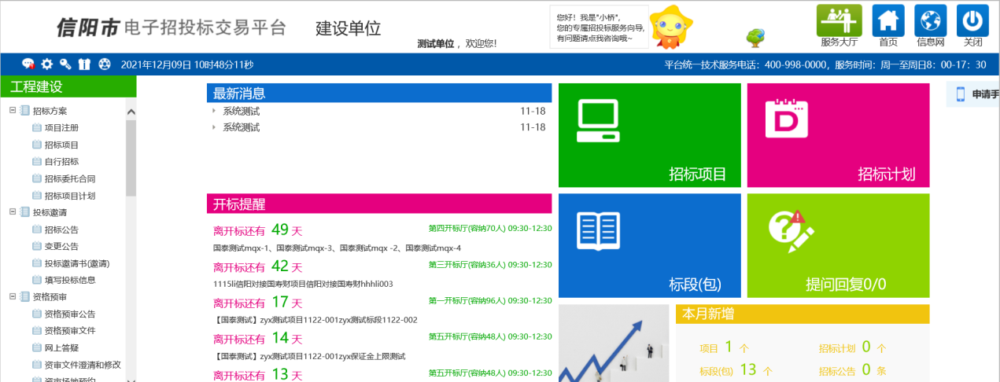 信阳市 电子招投标交易平台 建设单位
测试单位 ，欢迎您！
您好！我是"小桥"，
您的专属招投标服务向导，
有问题请点我咨询哦~
服务大厅 首页 信息网 关闭
2021年12月09日 10时48分11秒
平台统一技术服务电话：400-998-0000，服务时间：周一至周日8：00-17：30
工程建设
招标方案
项目注册
招标项目
自行招标
招标委托合同
招标项目计划
投标邀请
招标公告
变更公告
投标邀请书(邀请)
填写投标信息
资格预审
资格预审公告
资格预审文件
网上答疑
资审文件澄清和修改
资审场地预约
最新消息
系统测试 11-18
系统测试 11-18
开标提醒
离开标还有 49 天 第四开标厅(容纳70人) 09:30-12:30
国泰测试mqx-1、国泰测试mqx-3、国泰测试mqx -2、国泰测试mqx-4
离开标还有 42 天 第三开标厅(容纳36人) 09:30-12:30
1115li信阳对接国寿财项目信阳对接国寿财hhhli003
离开标还有 17 天 第一开标厅(容纳96人) 09:30-12:30
【国泰测试】zyx测试项目1122-001zyx测试标段1122-002
离开标还有 14 天 第五开标厅(容纳48人) 09:30-12:30
【国泰测试】zyx测试项目1122-001zyx保证金上限测试
离开标还有 13 天 第五开标厅(容纳48人) 09:30-12:30
招标项目
招标计划
标段(包)
提问回复0/0
本月新增
项目 1 个 招标计划 0 个
标段(包) 13 个 招标公告 0 条
申请手